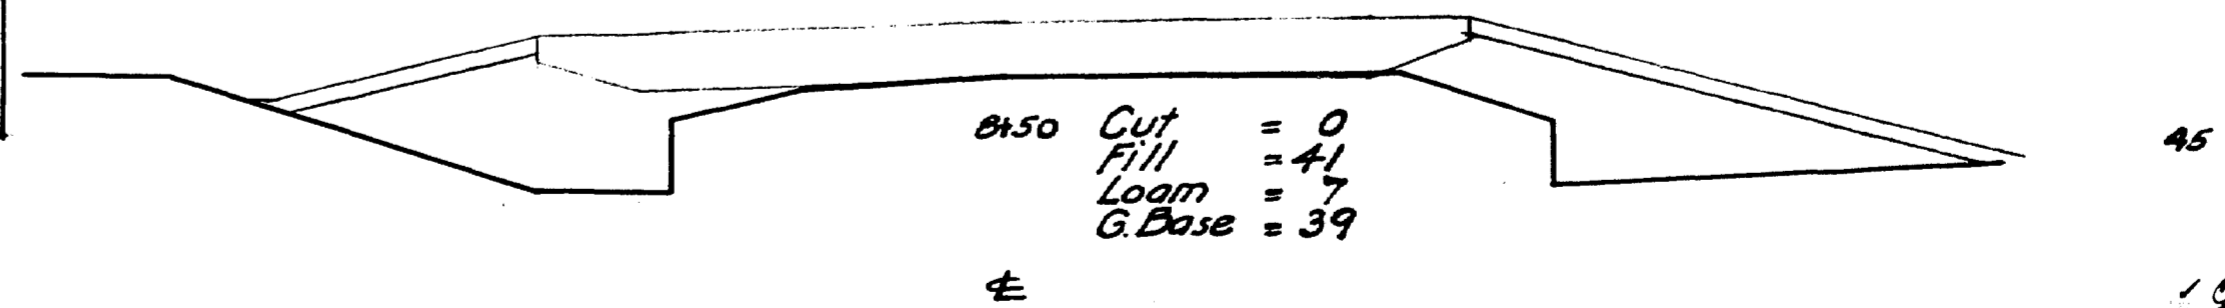 8+50 Cut = 0
Fill = 41
Loam = 7
G.Base = 39
45
℄